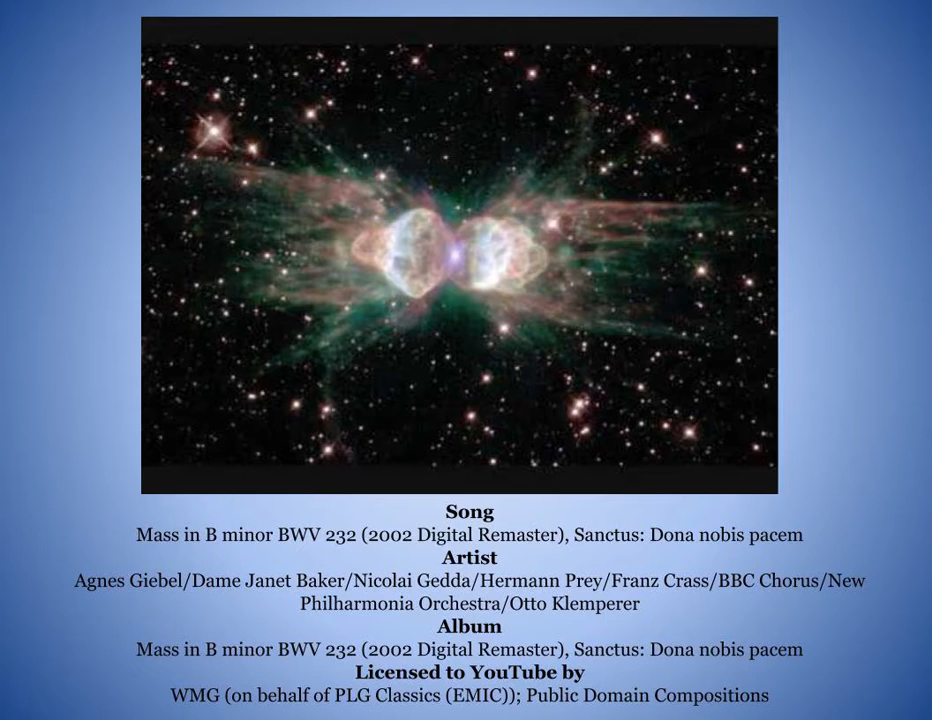 Song
Mass in B minor BWV 232 (2002 Digital Remaster), Sanctus: Dona nobis pacem
Artist
Agnes Giebel/Dame Janet Baker/Nicolai Gedda/Hermann Prey/Franz Crass/BBC Chorus/New
Philharmonia Orchestra/Otto Klemperer
Album
Mass in B minor BWV 232 (2002 Digital Remaster), Sanctus: Dona nobis pacem
Licensed to YouTube by
WMG (on behalf of PLG Classics (EMIC)); Public Domain Compositions